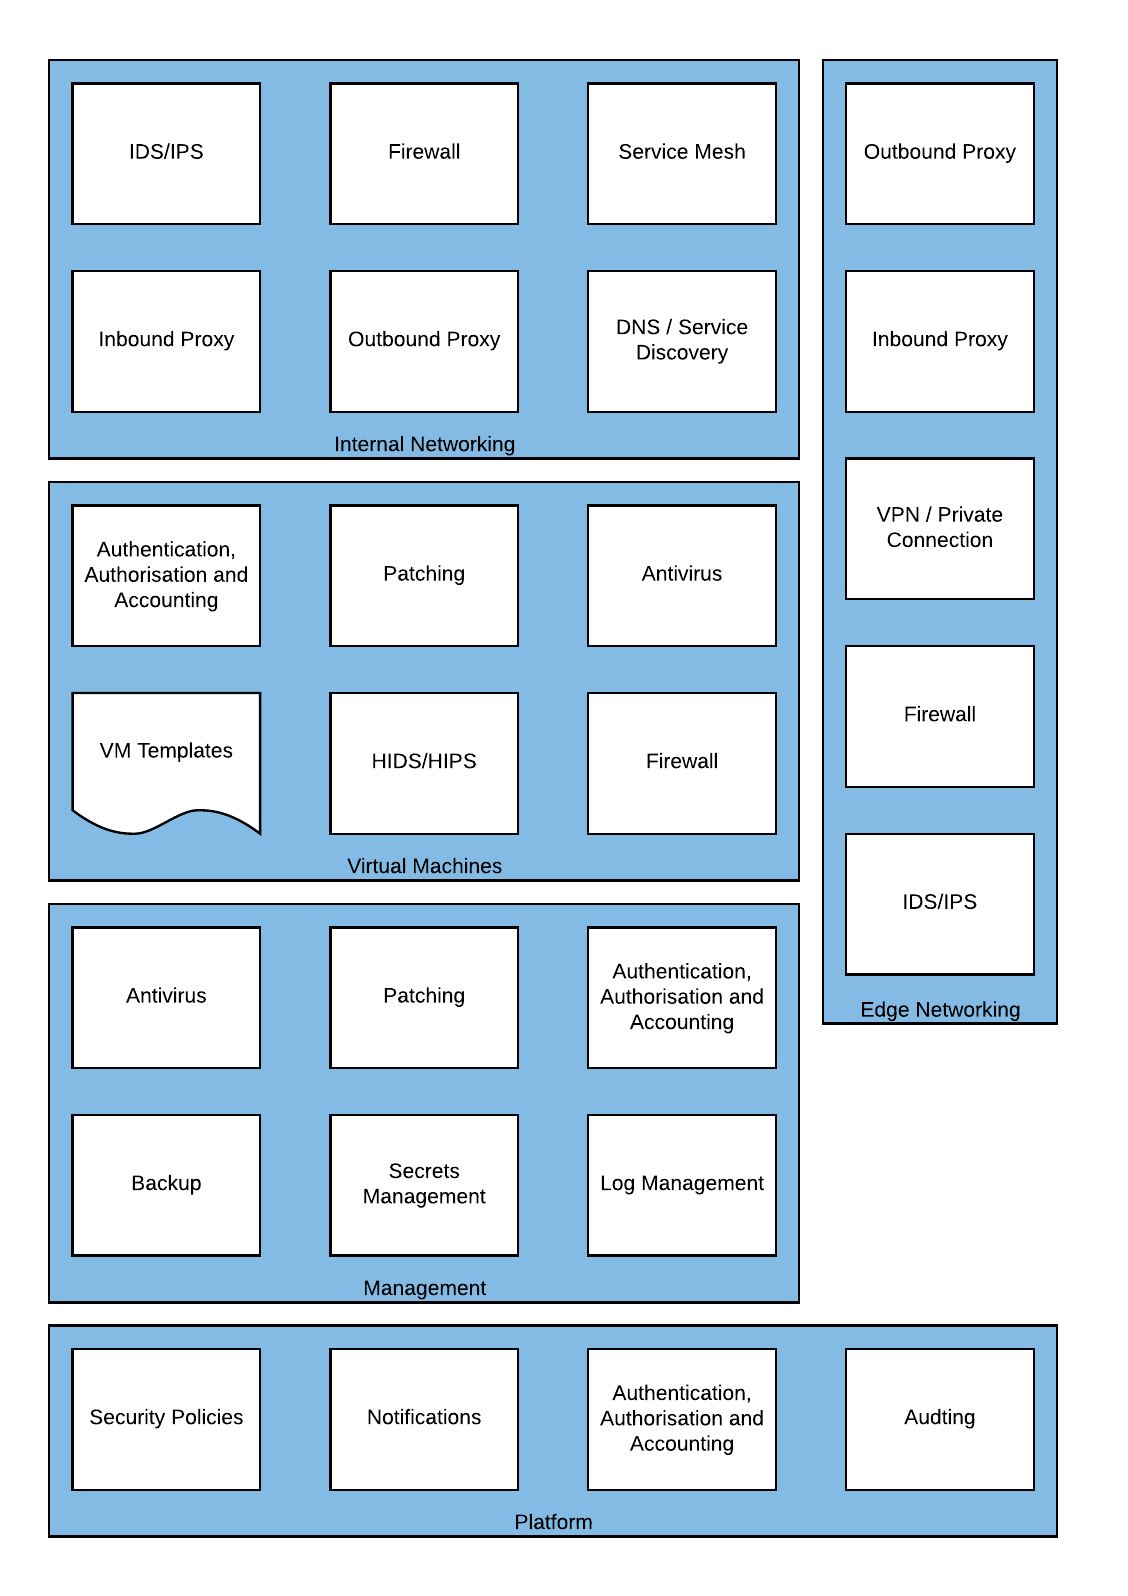 IDS/IPS
Firewall
Service Mesh
Inbound Proxy
Outbound Proxy
DNS / Service
Discovery
Internal Networking
Authentication,
Authorisation and
Accounting
Patching
Antivirus
VM Templates
HIDS/HIPS
Firewall
Virtual Machines
Antivirus
Patching
Authentication,
Authorisation and
Accounting
Backup
Secrets
Management
Log Management
Management
Outbound Proxy
Inbound Proxy
VPN / Private
Connection
Firewall
IDS/IPS
Edge Networking
Security Policies
Notifications
Authentication,
Authorisation and
Accounting
Audting
Platform